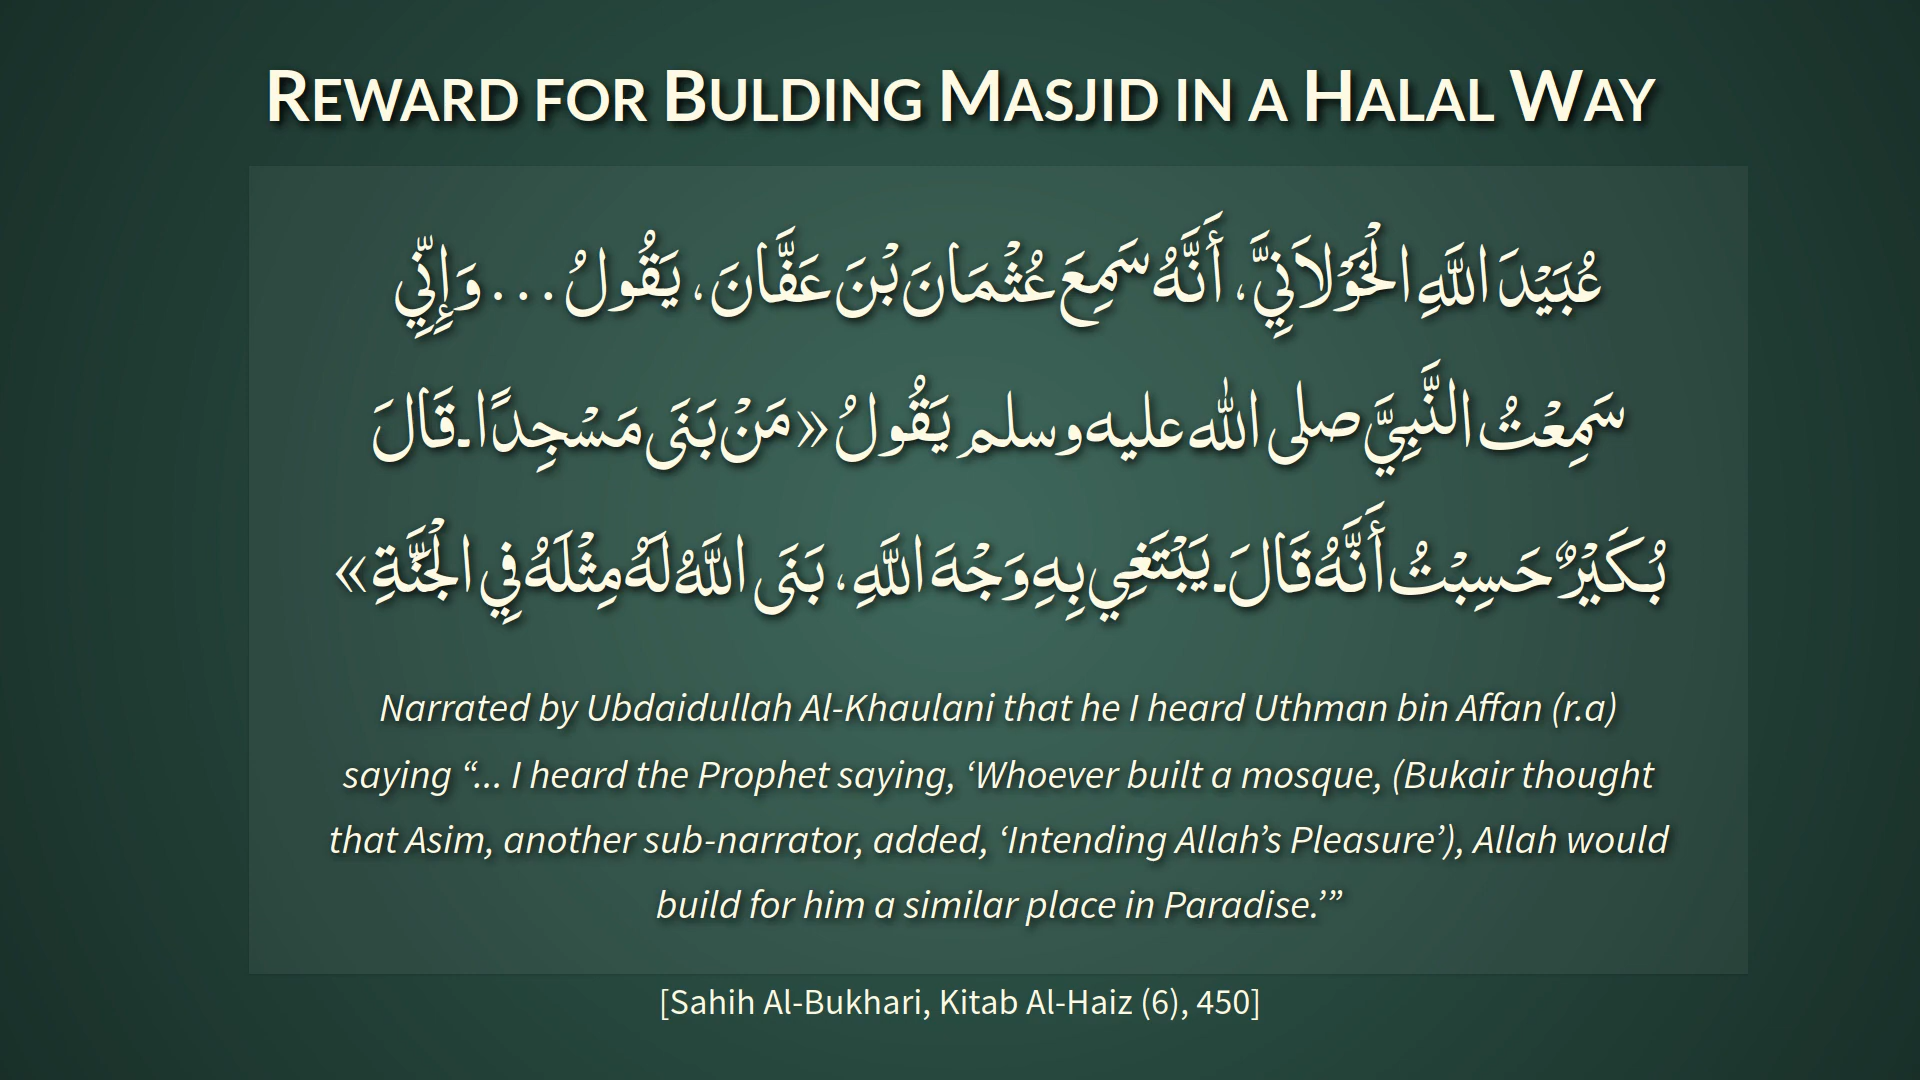 REWARD FOR BULDING MASJID IN A HALAL WAY
عُبَيْدَ اللَّهِ الْخَوْلاَنِيَّ، أَنَّهُ سَمِعَ عُثْمَانَ بْنَ عَفَّانَ، يَقُولُ ... وَإِنِّي
سَمِعْتُ النَّبِيَّ صلى الله عليه وسلم يَقُولُ «مَنْ بَنَى مَسْجِدًا ـ قَالَ
بُكَيْرٌ حَسِبْتُ أَنَّهُ قَالَ ـ يَبْتَغِي بِهِ وَجْهَ اللَّهِ، بَنَى اللَّهُ لَهُ مِثْلَهُ فِي الْجَنَّةِ»
Narrated by Ubdaidullah Al-Khaulani that he I heard Uthman bin Affan (r.a)
saying “... I heard the Prophet saying, ‘Whoever built a mosque, (Bukair thought
that Asim, another sub-narrator, added, ‘Intending Allah’s Pleasure’), Allah would
build for him a similar place in Paradise.’”
[Sahih Al-Bukhari, Kitab Al-Haiz (6), 450]